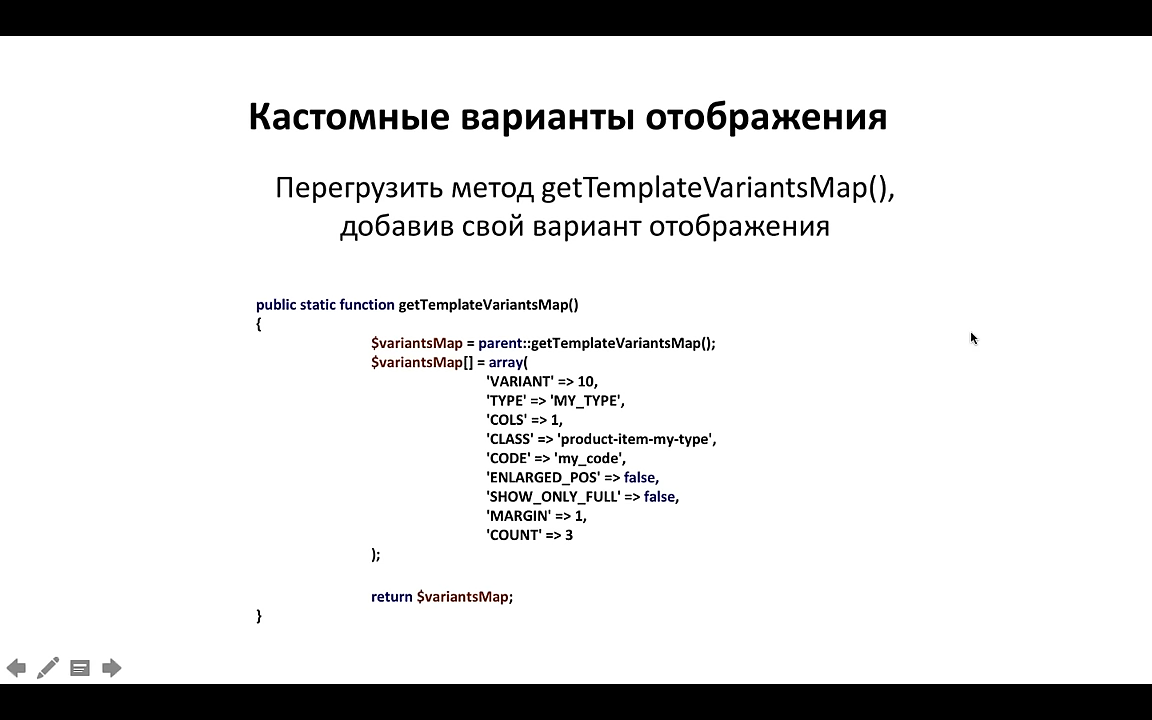 Кастомные варианты отображения
Перегрузить метод getTemplateVariantsMap(),
добавив свой вариант отображения
public static function getTemplateVariantsMap()
{
$variantsMap = parent::getTemplateVariantsMap();
$variantsMap[] = array(
'VARIANT' => 10,
'TYPE' => 'MY_TYPE',
'COLS' => 1,
'CLASS' => 'product-item-my-type',
'CODE' => 'my_code',
'ENLARGED_POS' => false,
'SHOW_ONLY_FULL' => false,
'MARGIN' => 1,
'COUNT' => 3
);
return $variantsMap;
}